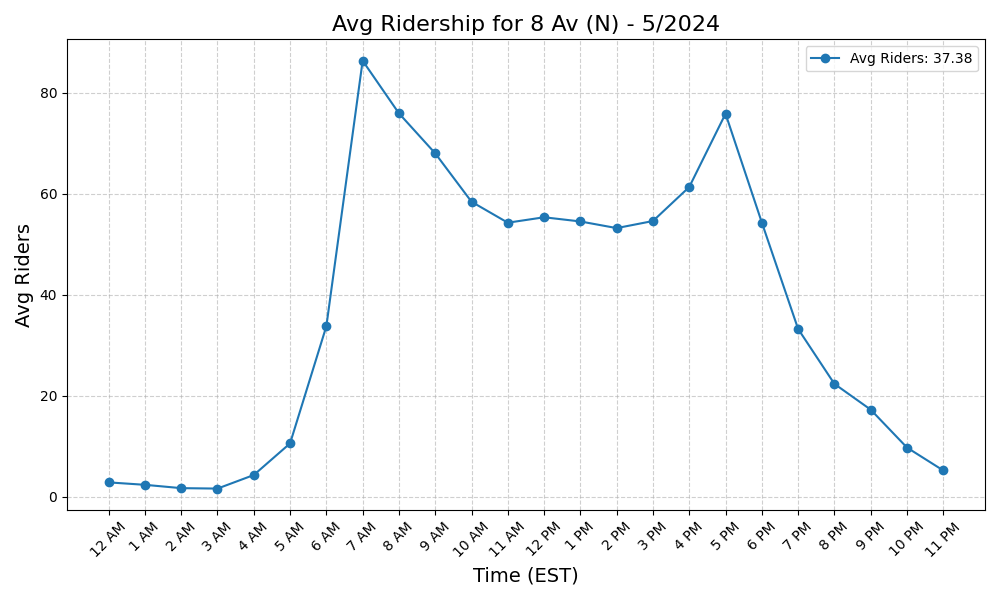 Avg Ridership for 8 Av (N) - 5/2024
Avg Riders: 37.38
Avg Riders
80
60
40
20
0
12 AM 1 AM 2 AM 3 AM 4 AM 5 AM 6 AM 7 AM 8 AM 9 AM 10 AM 11 AM 12 PM 1 PM 2 PM 3 PM 4 PM 5 PM 6 PM 7 PM 8 PM 9 PM 10 PM 11 PM
Time (EST)